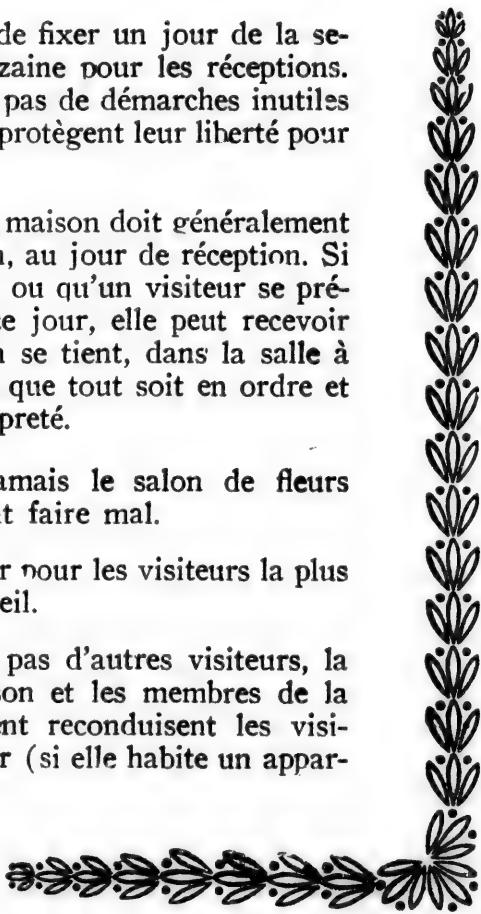 de fixer un jour de la se-
zaine pour les réceptions.
pas de démarches inutiles
protègent leur liberté pour
maison doit généralement
, au jour de réception. Si
ou qu'un visiteur se pré-
e jour, elle peut recevoir
se tient, dans la salle à
que tout soit en ordre et
preté.
amais le salon de fleurs
t faire mal.
r pour les visiteurs la plus
eil.
pas d'autres visiteurs, la
son et les membres de la
nt reconduisent les visi-
r (si elle habite un appar-